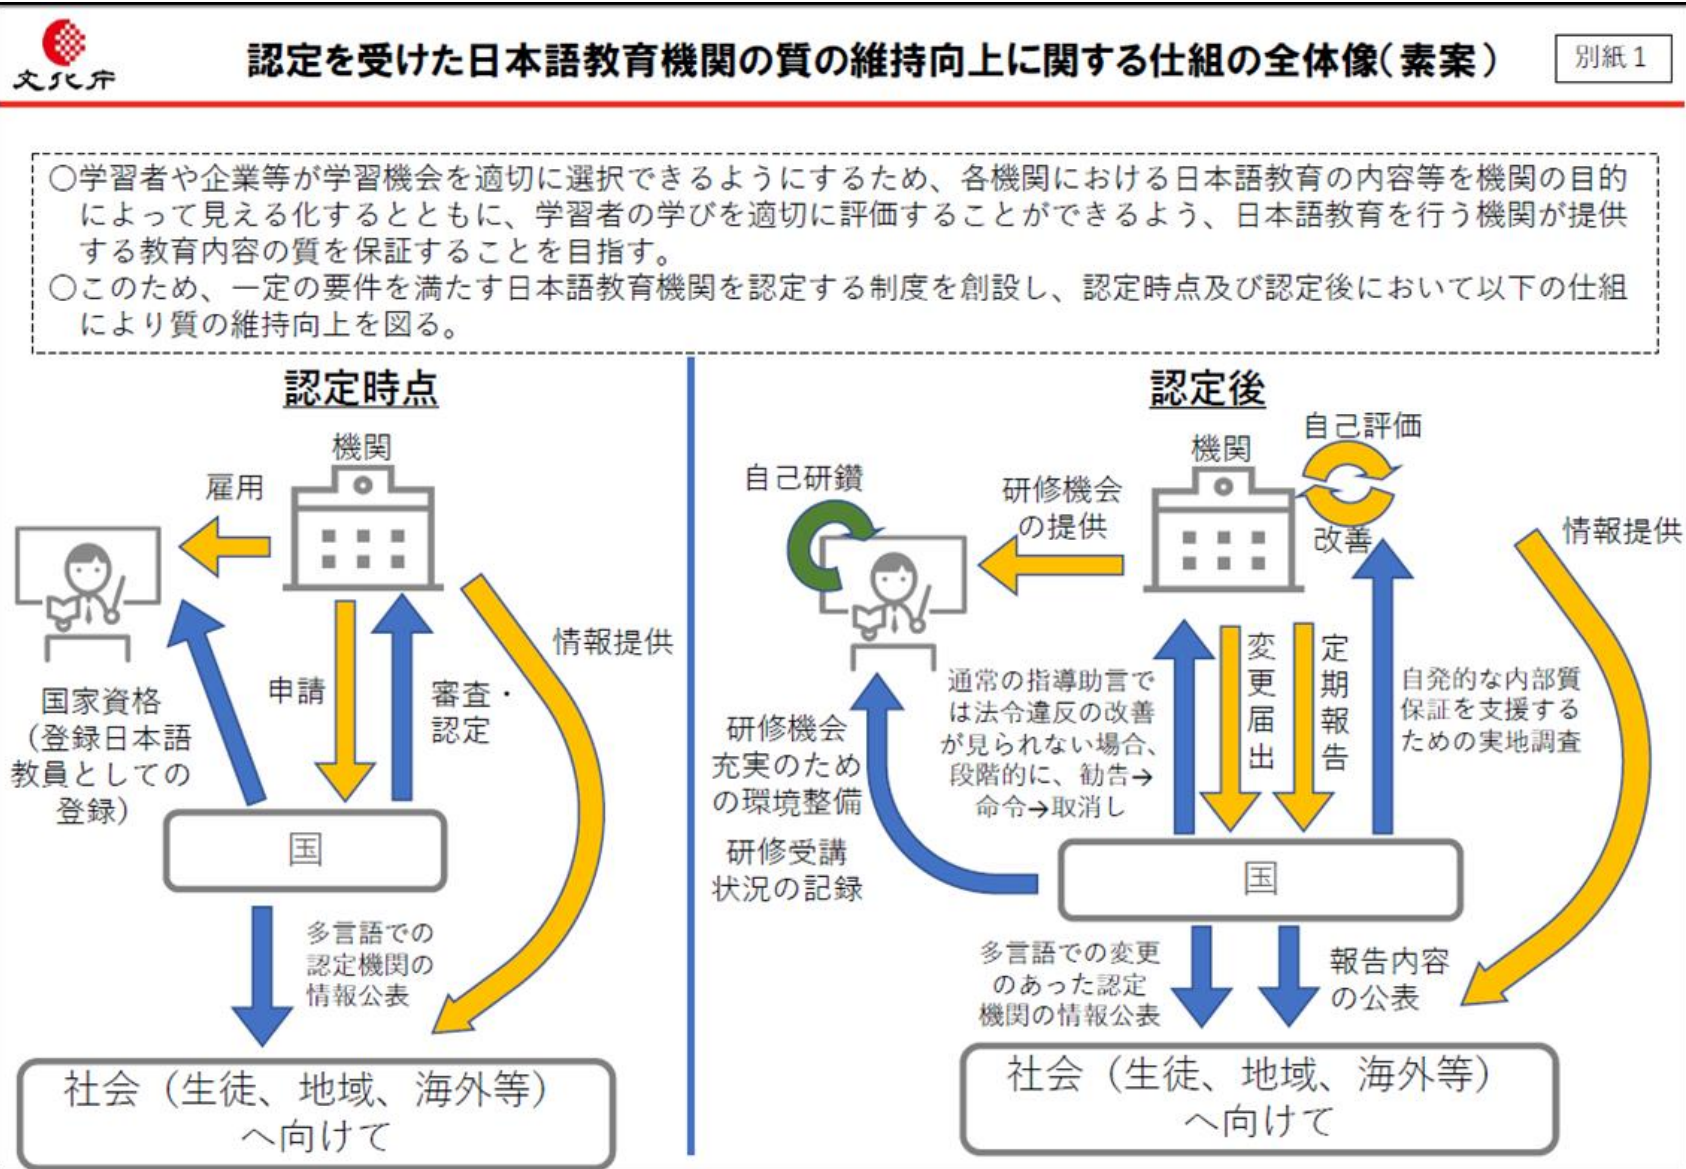 文化庁
認定を受けた日本語教育機関の質の維持向上に関する仕組の全体像(素案)
別紙1
○学習者や企業等が学習機会を適切に選択できるようにするため、各機関における日本語教育の内容等を機関の目的
によって見える化するとともに、学習者の学びを適切に評価することができるよう、日本語教育を行う機関が提供
する教育内容の質を保証することを目指す。
○このため、一定の要件を満たす日本語教育機関を認定する制度を創設し、認定時点及び認定後において以下の仕組
により質の維持向上を図る。
認定時点
機関
雇用
情報提供
国家資格
(登録日本語
教員としての
登録)
申請
審査・
認定
国
多言語での
認定機関の
情報公表
社会(生徒、地域、海外等)
へ向けて
認定後
自己評価
機関
自己研鑽
研修機会
の提供
改善
情報提供
通常の指導助言で
は法令違反の改善
が見られない場合、
段階的に、勧告→
命令→取消し
変更届出
定期報告
自発的な内部質
保証を支援する
ための実地調査
研修機会
充実のため
の環境整備
研修受講
状況の記録
国
多言語での変更
のあった認定
機関の情報公表
報告内容
の公表
社会(生徒、地域、海外等)
へ向けて